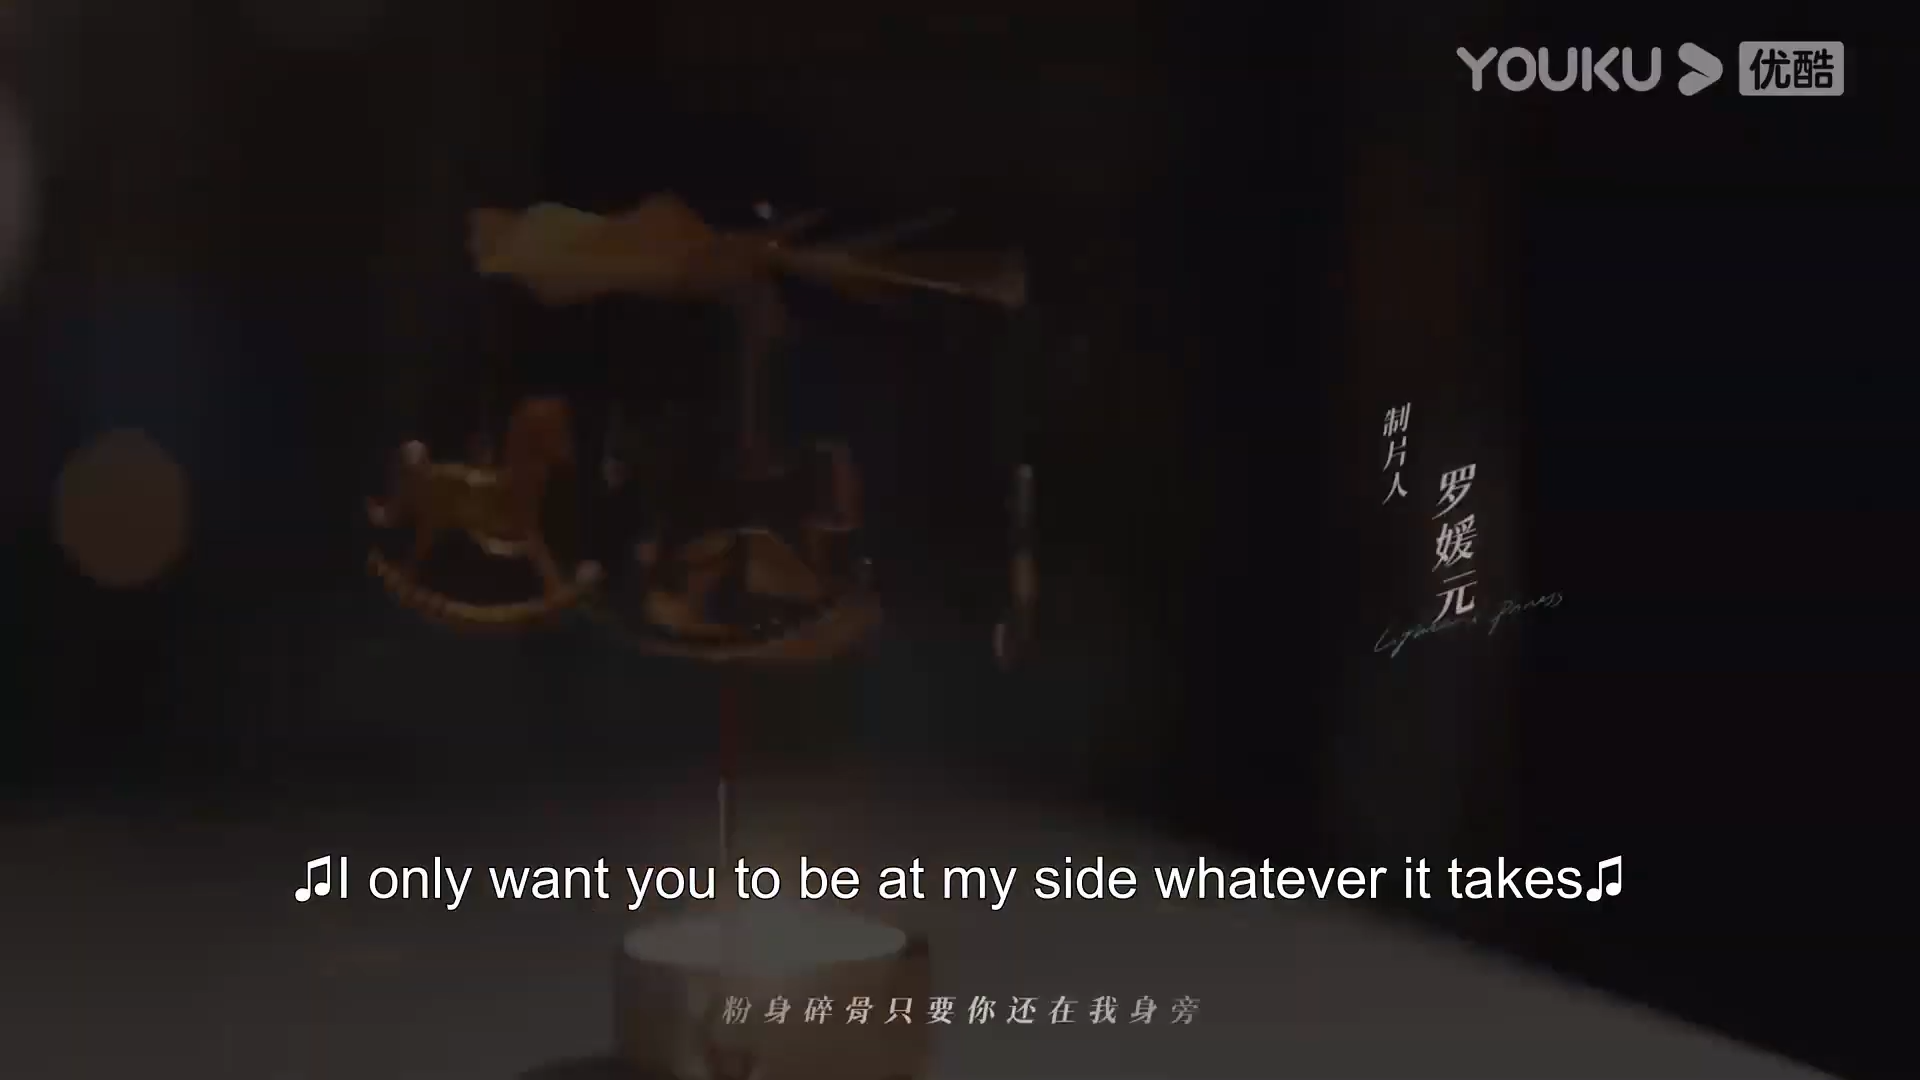 YOUKU 优酷
制片人
罗媛元
♫I only want you to be at my side whatever it takes♫
粉身碎骨只要你还在我身旁